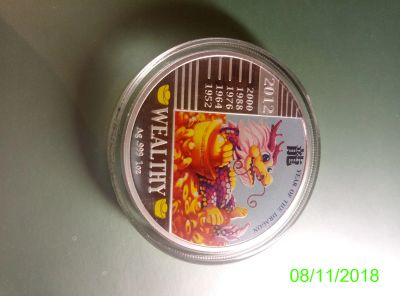 2012
2000
1988
1976
1964
1952
龍
YEAR OF THE DRAGON
WEALTHY
Ag .999 1oz
08/11/2018